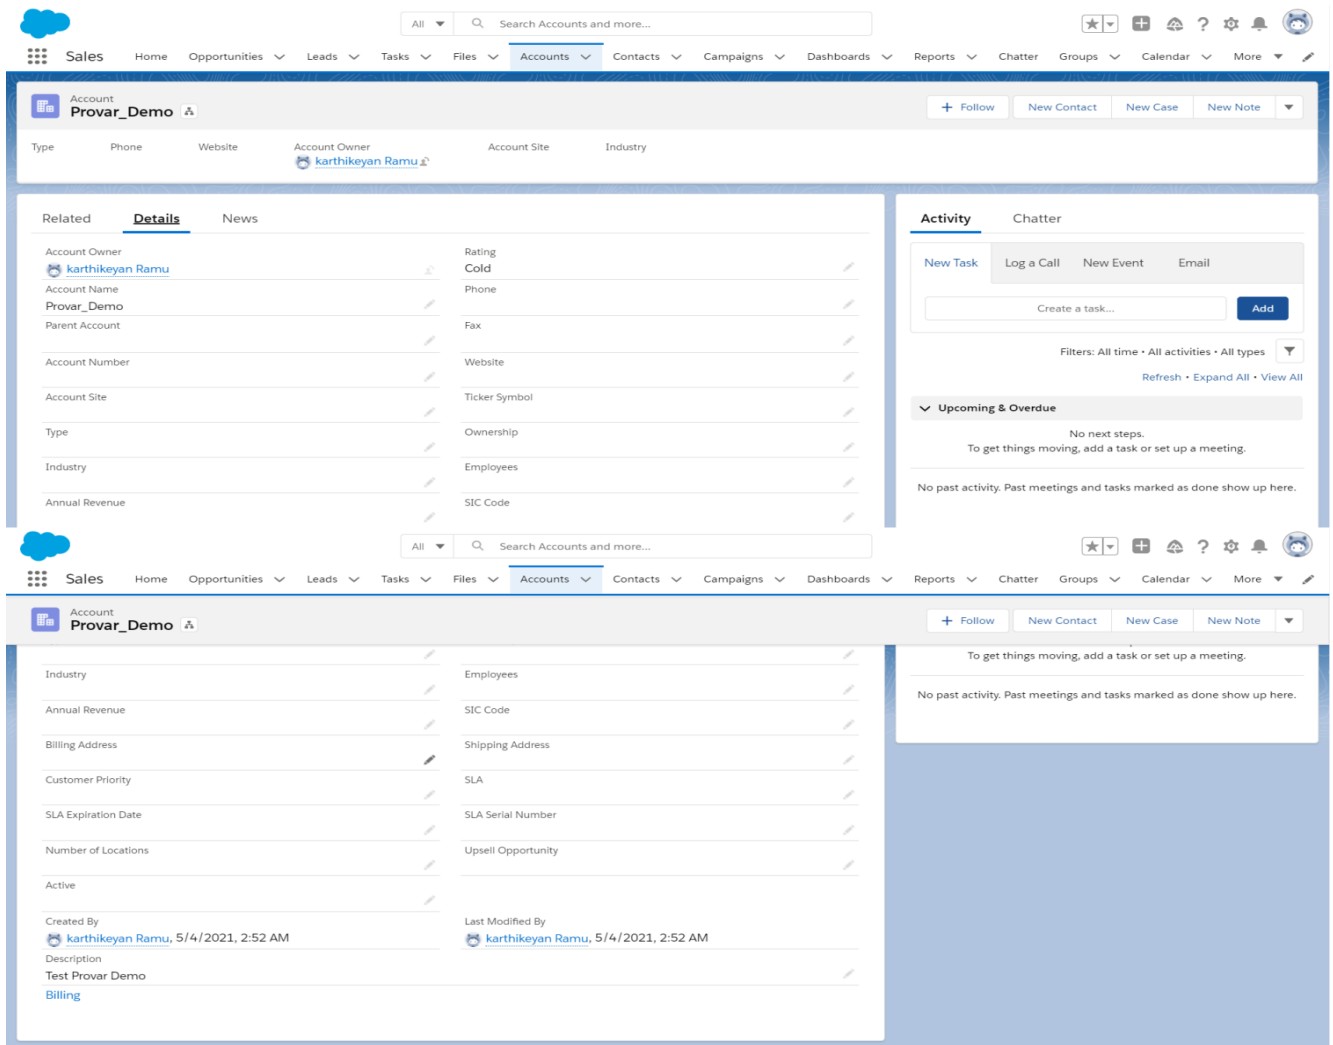 All Search Accounts and more...
Sales Home Opportunities Leads Tasks Files Accounts Contacts Campaigns Dashboards Reports Chatter Groups Calendar More
Account
Provar_Demo
+ Follow New Contact New Case New Note
Type Phone Website Account Owner Account Site Industry
karthikeyan Ramu
Related Details News
Account Owner
karthikeyan Ramu
Rating
Cold
Account Name
Provar_Demo
Phone
Parent Account
Fax
Account Number
Website
Account Site
Ticker Symbol
Type
Ownership
Industry
Employees
Annual Revenue
SIC Code
Activity Chatter
New Task Log a Call New Event Email
Create a task... Add
Filters: All time • All activities • All types
Refresh • Expand All • View All
Upcoming & Overdue
No next steps.
To get things moving, add a task or set up a meeting.
No past activity. Past meetings and tasks marked as done show up here.
All Search Accounts and more...
Sales Home Opportunities Leads Tasks Files Accounts Contacts Campaigns Dashboards Reports Chatter Groups Calendar More
Account
Provar_Demo
+ Follow New Contact New Case New Note
Industry
Employees
Annual Revenue
SIC Code
Billing Address
Shipping Address
Customer Priority
SLA
SLA Expiration Date
SLA Serial Number
Number of Locations
Upsell Opportunity
Active
Created By
karthikeyan Ramu, 5/4/2021, 2:52 AM
Last Modified By
karthikeyan Ramu, 5/4/2021, 2:52 AM
Description
Test Provar Demo
Billing
To get things moving, add a task or set up a meeting.
No past activity. Past meetings and tasks marked as done show up here.